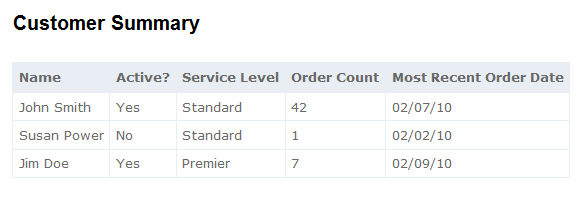 Customer Summary
Name Active? Service Level Order Count Most Recent Order Date
John Smith Yes Standard 42 02/07/10
Susan Power No Standard 1 02/02/10
Jim Doe Yes Premier 7 02/09/10